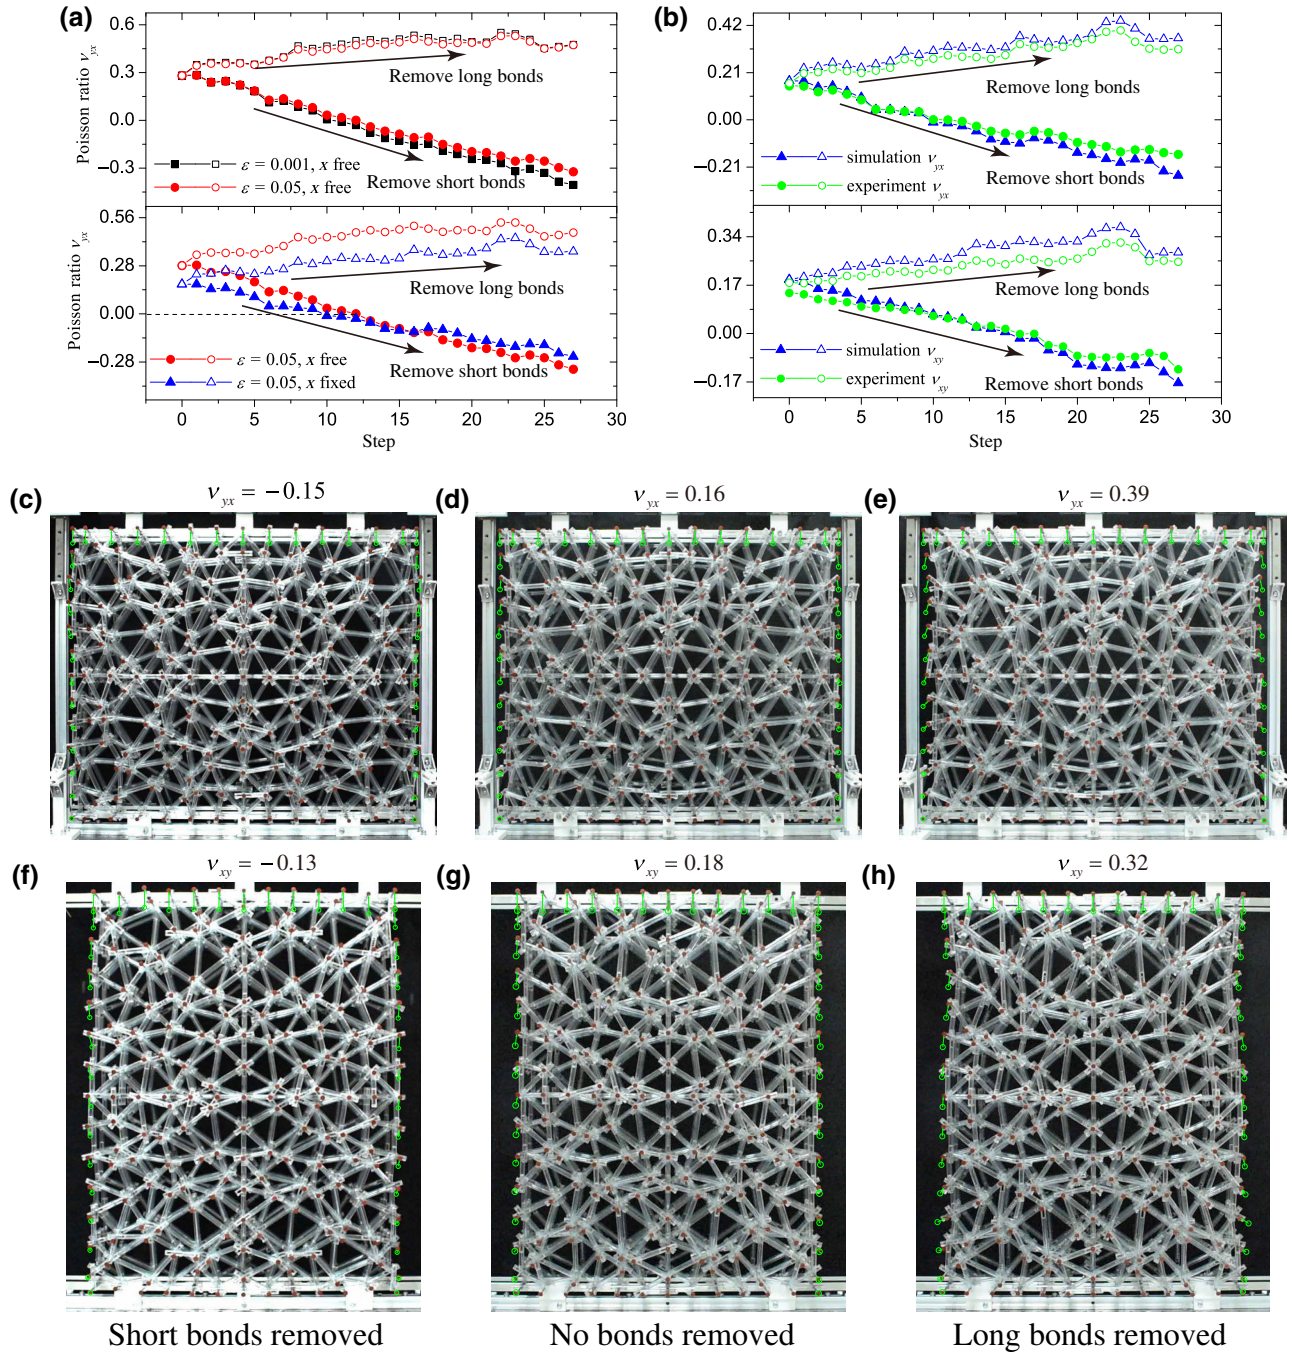 (a)
Poisson ratio ν_yx
0.6
0.3
0.0
−0.3
Remove long bonds
Remove short bonds
ε = 0.001, x free
ε = 0.05, x free
Poisson ratio ν_yx
0.56
0.28
0.00
−0.28
Remove long bonds
Remove short bonds
ε = 0.05, x free
ε = 0.05, x fixed
0 5 10 15 20 25 30
Step
(b)
0.42
0.21
0.00
−0.21
Remove long bonds
Remove short bonds
simulation ν_yx
experiment ν_yx
0.34
0.17
0.00
−0.17
Remove long bonds
Remove short bonds
simulation ν_xy
experiment ν_xy
0 5 10 15 20 25 30
Step
(c) ν_yx = −0.15
(d) ν_yx = 0.16
(e) ν_yx = 0.39
(f) ν_xy = −0.13
(g) ν_xy = 0.18
(h) ν_xy = 0.32
Short bonds removed
No bonds removed
Long bonds removed